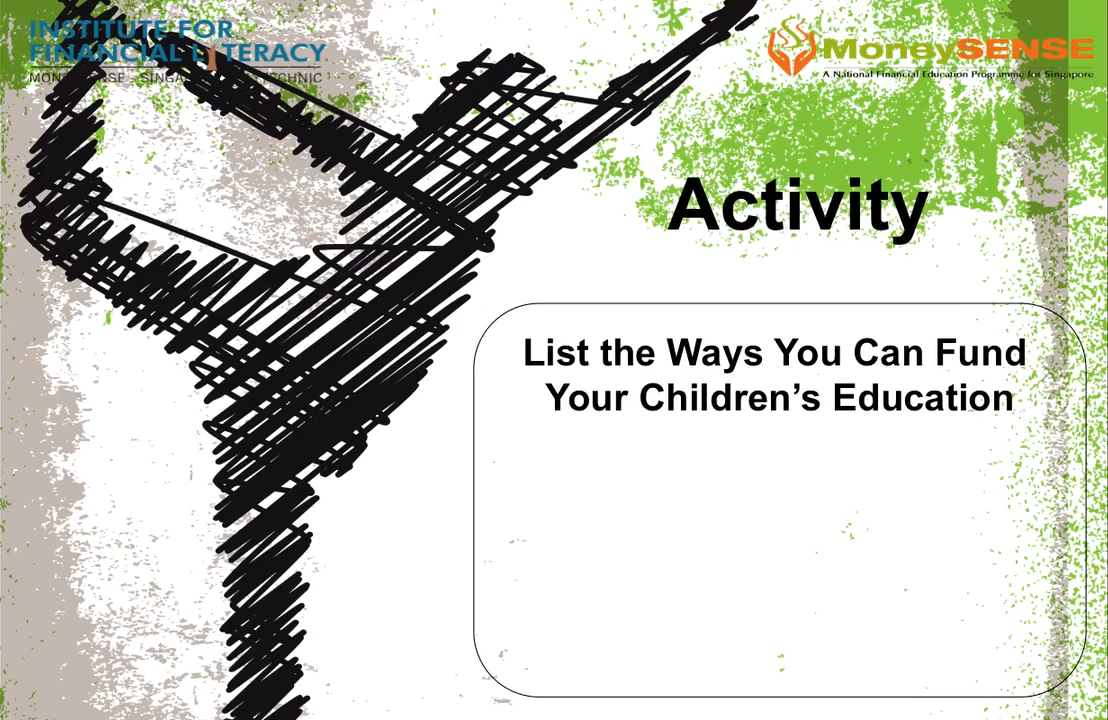 INSTITUTE FOR
FINANCIAL LITERACY
MoneySENSE
A National Financial Education Programme for Singapore
Activity
List the Ways You Can Fund
Your Children’s Education